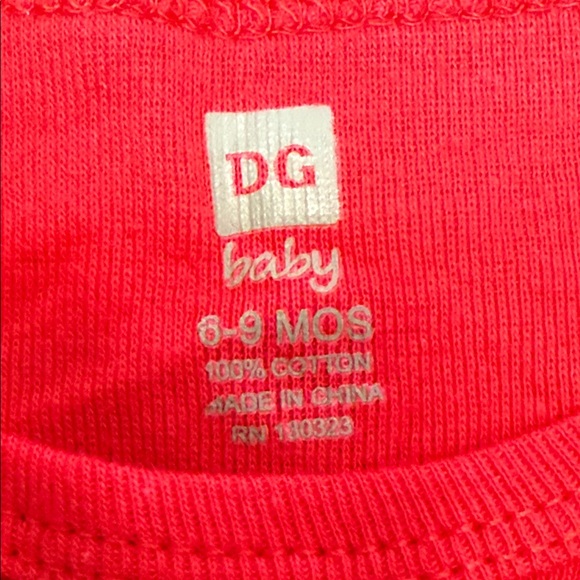 DG
baby
6-9 MOS
100% COTTON
MADE IN CHINA
RN 110323